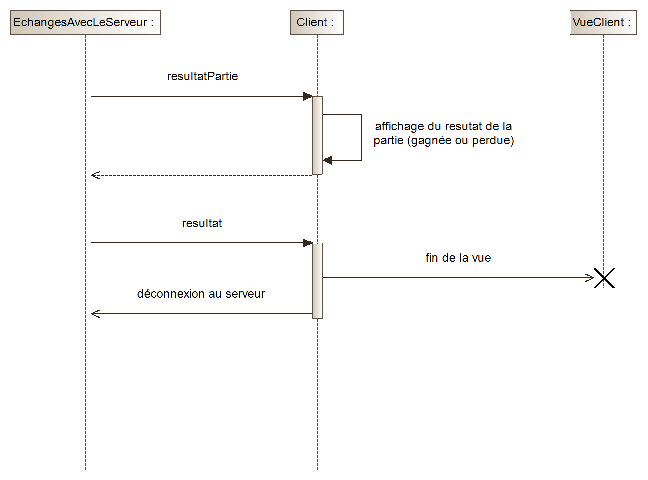 EchangesAvecLeServeur :
Client :
VueClient :
resultatPartie
affichage du resutat de la
partie (gagnée ou perdue)
resultat
fin de la vue
déconnexion au serveur